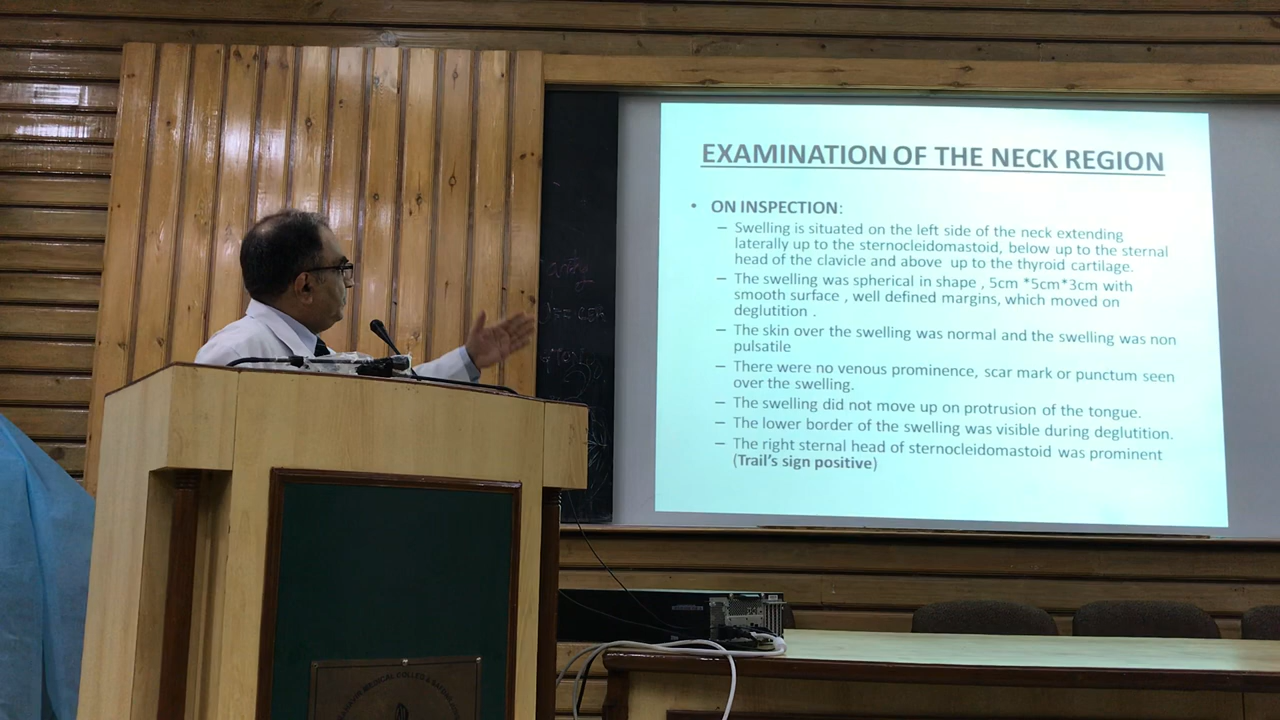 EXAMINATION OF THE NECK REGION
• ON INSPECTION:
– Swelling is situated on the left side of the neck extending
laterally up to the sternocleidomastoid, below up to the sternal
head of the clavicle and above up to the thyroid cartilage.
– The swelling was spherical in shape , 5cm *5cm*3cm with
smooth surface , well defined margins, which moved on
deglutition .
– The skin over the swelling was normal and the swelling was non
pulsatile
– There were no venous prominence, scar mark or punctum seen
over the swelling.
– The swelling did not move up on protrusion of the tongue.
– The lower border of the swelling was visible during deglutition.
– The right sternal head of sternocleidomastoid was prominent
(Trail's sign positive)
MEDICAL COLLEGE